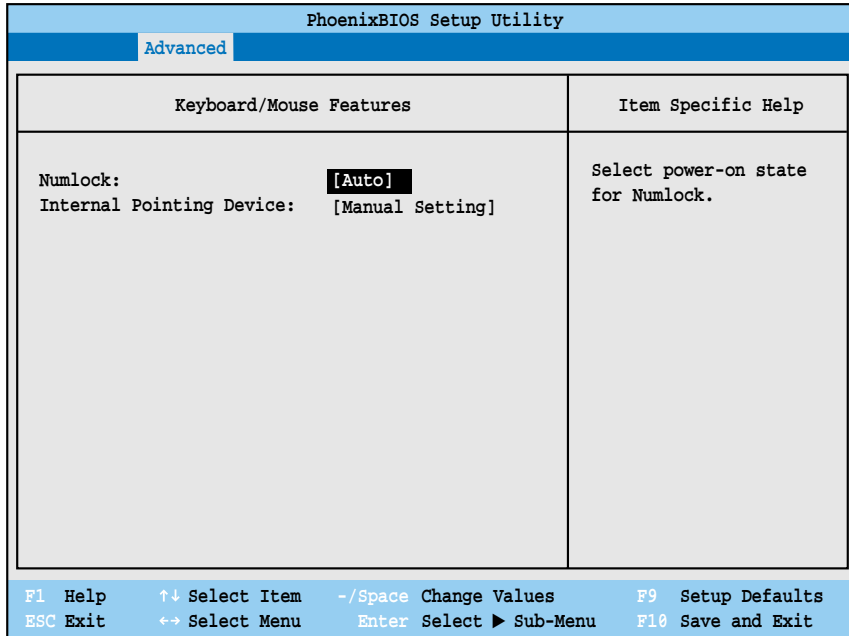 PhoenixBIOS Setup Utility
Advanced
Keyboard/Mouse Features
Item Specific Help
Numlock: [Auto]
Internal Pointing Device: [Manual Setting]
Select power-on state
for Numlock.
F1 Help ↑↓ Select Item -/Space Change Values F9 Setup Defaults
ESC Exit ←→ Select Menu Enter Select ▶ Sub-Menu F10 Save and Exit